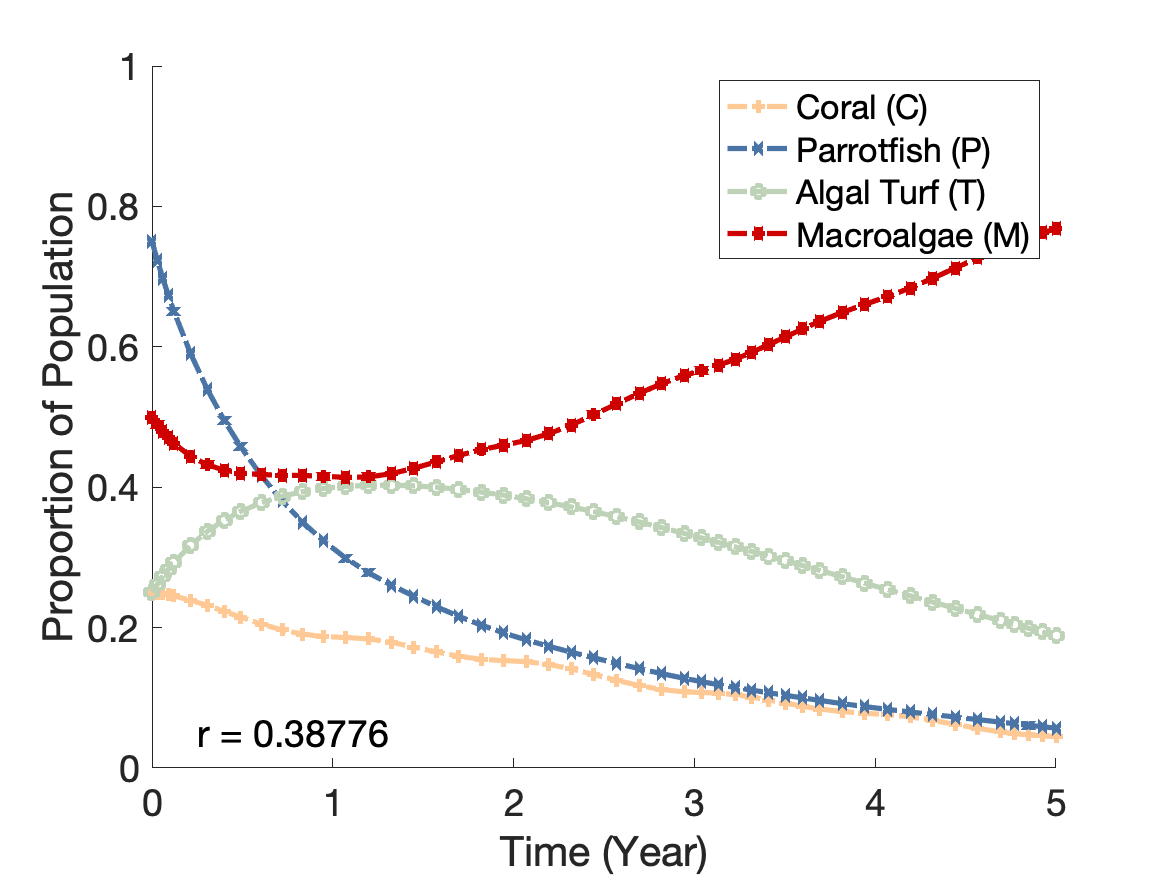 1
0.8
0.6
0.4
0.2
0
Proportion of Population
Coral (C)
Parrotfish (P)
Algal Turf (T)
Macroalgae (M)
r = 0.38776
0 1 2 3 4 5
Time (Year)